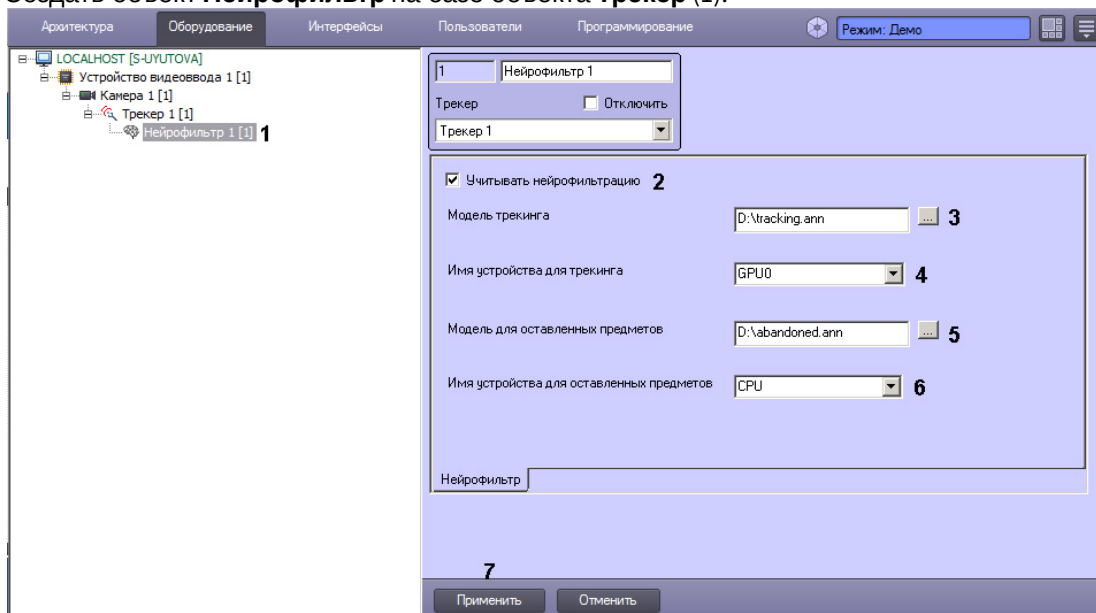 Создать объект Нейрофильтр на базе объекта Трекер (1).
Архитектура Оборудование Интерфейсы Пользователи Программирование Режим: Демо
LOCALHOST [S-UYUTOVA]
Устройство видеоввода 1 [1]
Камера 1 [1]
Трекер 1 [1]
Нейрофильтр 1 [1] 1
1 Нейрофильтр 1
Трекер Отключить
Трекер 1
Учитывать нейрофильтрацию 2
Модель трекинга D:\tracking.ann ... 3
Имя устройства для трекинга GPU0 4
Модель для оставленных предметов D:\abandoned.ann ... 5
Имя устройства для оставленных предметов CPU 6
Нейрофильтр
7
Применить Отменить